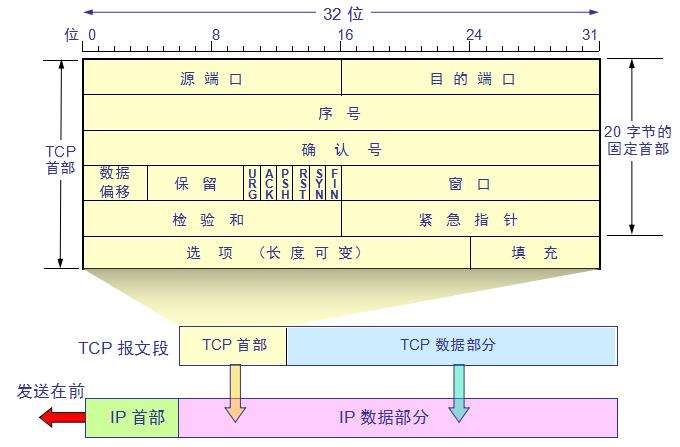 32 位
位 0 8 16 24 31
源 端 口 目 的 端 口
序 号
TCP
首部
20 字节的
固定首部
确 认 号
数据
偏移
保 留
URG
ACK
PSH
RST
SYN
FIN
窗 口
检 验 和 紧 急 指 针
选 项 （长 度 可 变） 填 充
TCP 报文段 TCP 首部 TCP 数据部分
发送在前
IP 首部 IP 数据部分